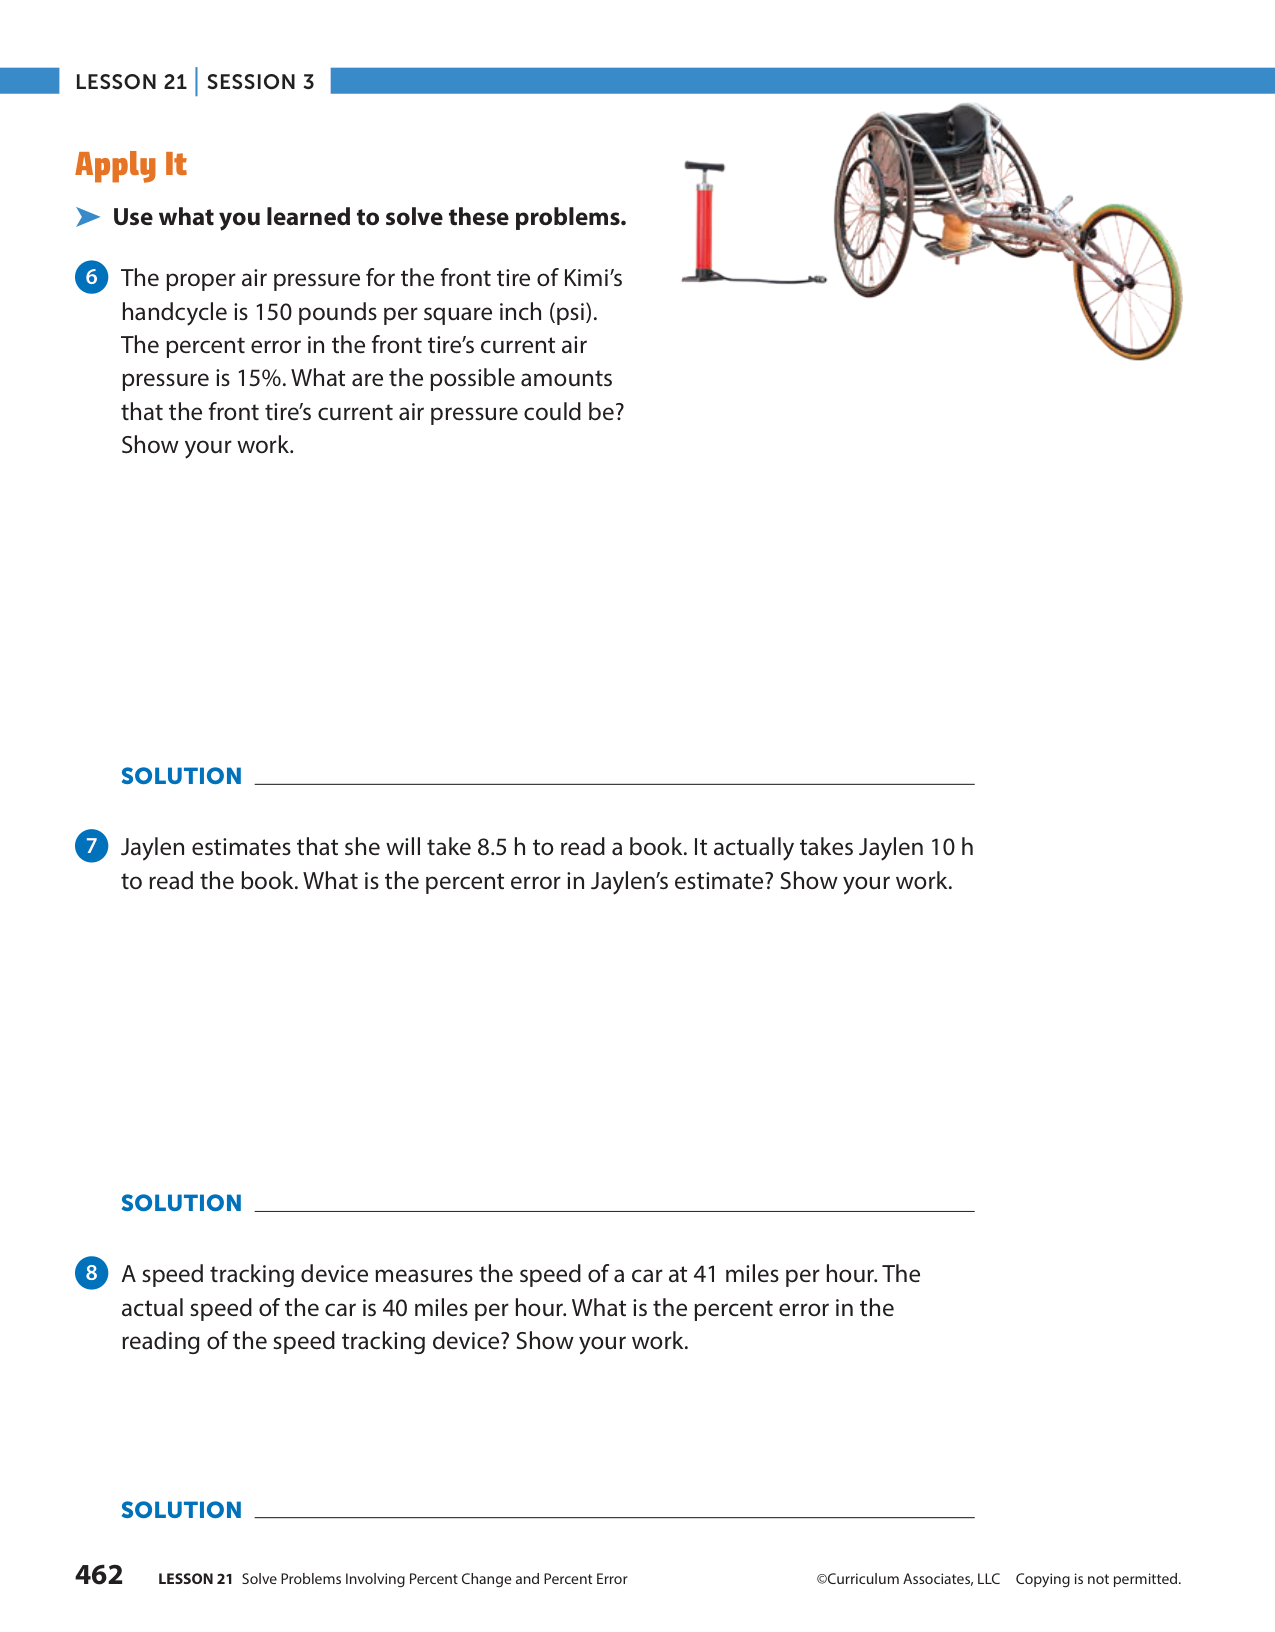 LESSON 21 | SESSION 3
Apply It
Use what you learned to solve these problems.
6 The proper air pressure for the front tire of Kimi’s
handcycle is 150 pounds per square inch (psi).
The percent error in the front tire’s current air
pressure is 15%. What are the possible amounts
that the front tire’s current air pressure could be?
Show your work.
SOLUTION
7 Jaylen estimates that she will take 8.5 h to read a book. It actually takes Jaylen 10 h
to read the book. What is the percent error in Jaylen’s estimate? Show your work.
SOLUTION
8 A speed tracking device measures the speed of a car at 41 miles per hour. The
actual speed of the car is 40 miles per hour. What is the percent error in the
reading of the speed tracking device? Show your work.
SOLUTION
462 LESSON 21 Solve Problems Involving Percent Change and Percent Error ©Curriculum Associates, LLC Copying is not permitted.